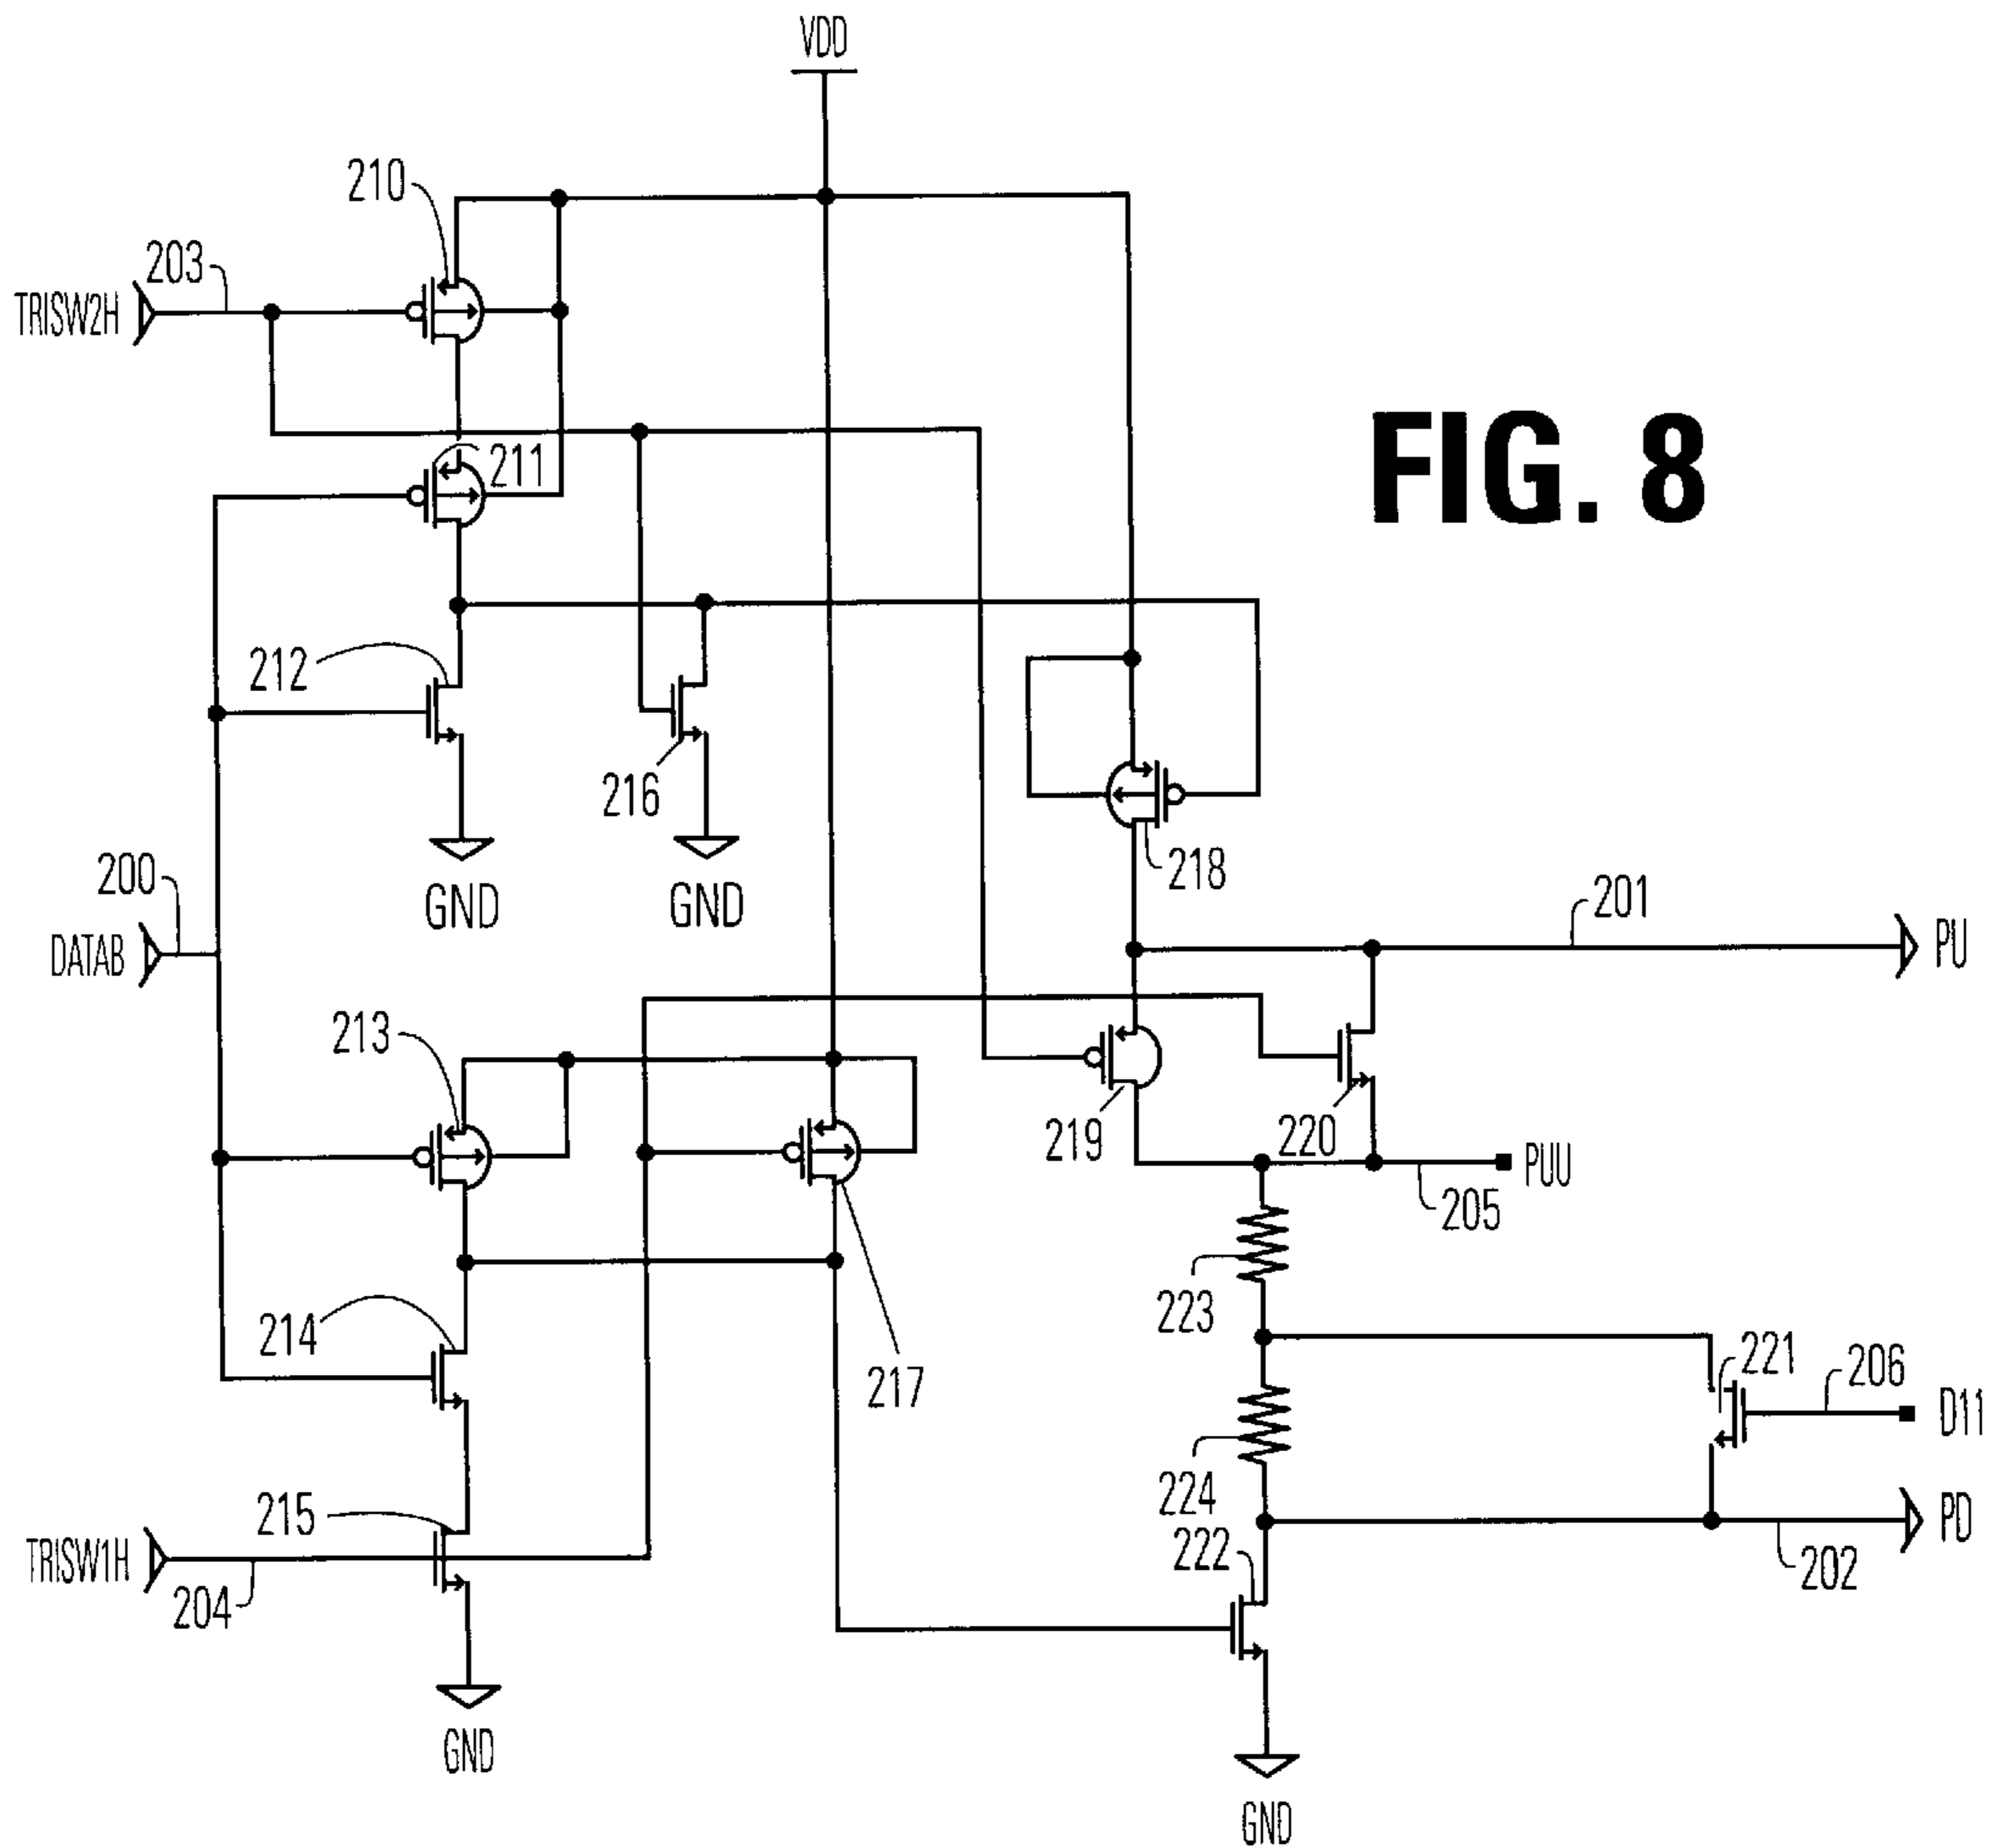 VDD
210
203
TRISW2H
FIG. 8
211
212
216
218
200
GND
GND
201
DATAB
PU
213
219
220
PUU
205
223
214
217
221
206
D11
224
215
PD
222
TRISW1H
202
204
GND
GND